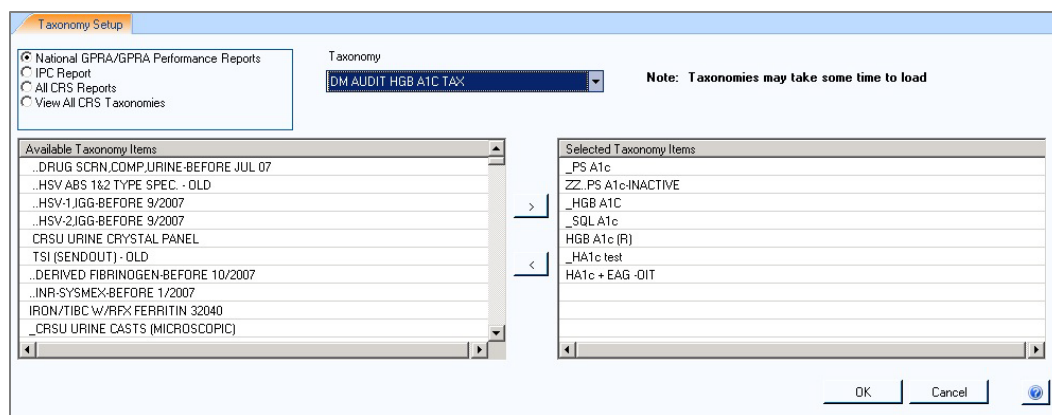 Taxonomy Setup
National GPRA/GPRA Performance Reports
IPC Report
All CRS Reports
View All CRS Taxonomies
Taxonomy
DM AUDIT HGB A1C TAX
Note: Taxonomies may take some time to load
Available Taxonomy Items
..DRUG SCRN,COMP,URINE-BEFORE JUL 07
..HSV ABS 1&2 TYPE SPEC. - OLD
..HSV-1,IGG-BEFORE 9/2007
..HSV-2,IGG-BEFORE 9/2007
CRSU URINE CRYSTAL PANEL
TSI (SENDOUT) - OLD
..DERIVED FIBRINOGEN-BEFORE 10/2007
..INR-SYSMEX-BEFORE 1/2007
IRON/TIBC W/RFX FERRITIN 32040
_CRSU URINE CASTS (MICROSCOPIC)
>
<
Selected Taxonomy Items
_PS A1c
ZZ..PS A1c-INACTIVE
_HGB A1C
_SQL A1c
HGB A1c (R)
_HA1c test
HA1c + EAG -OIT
OK
Cancel
?